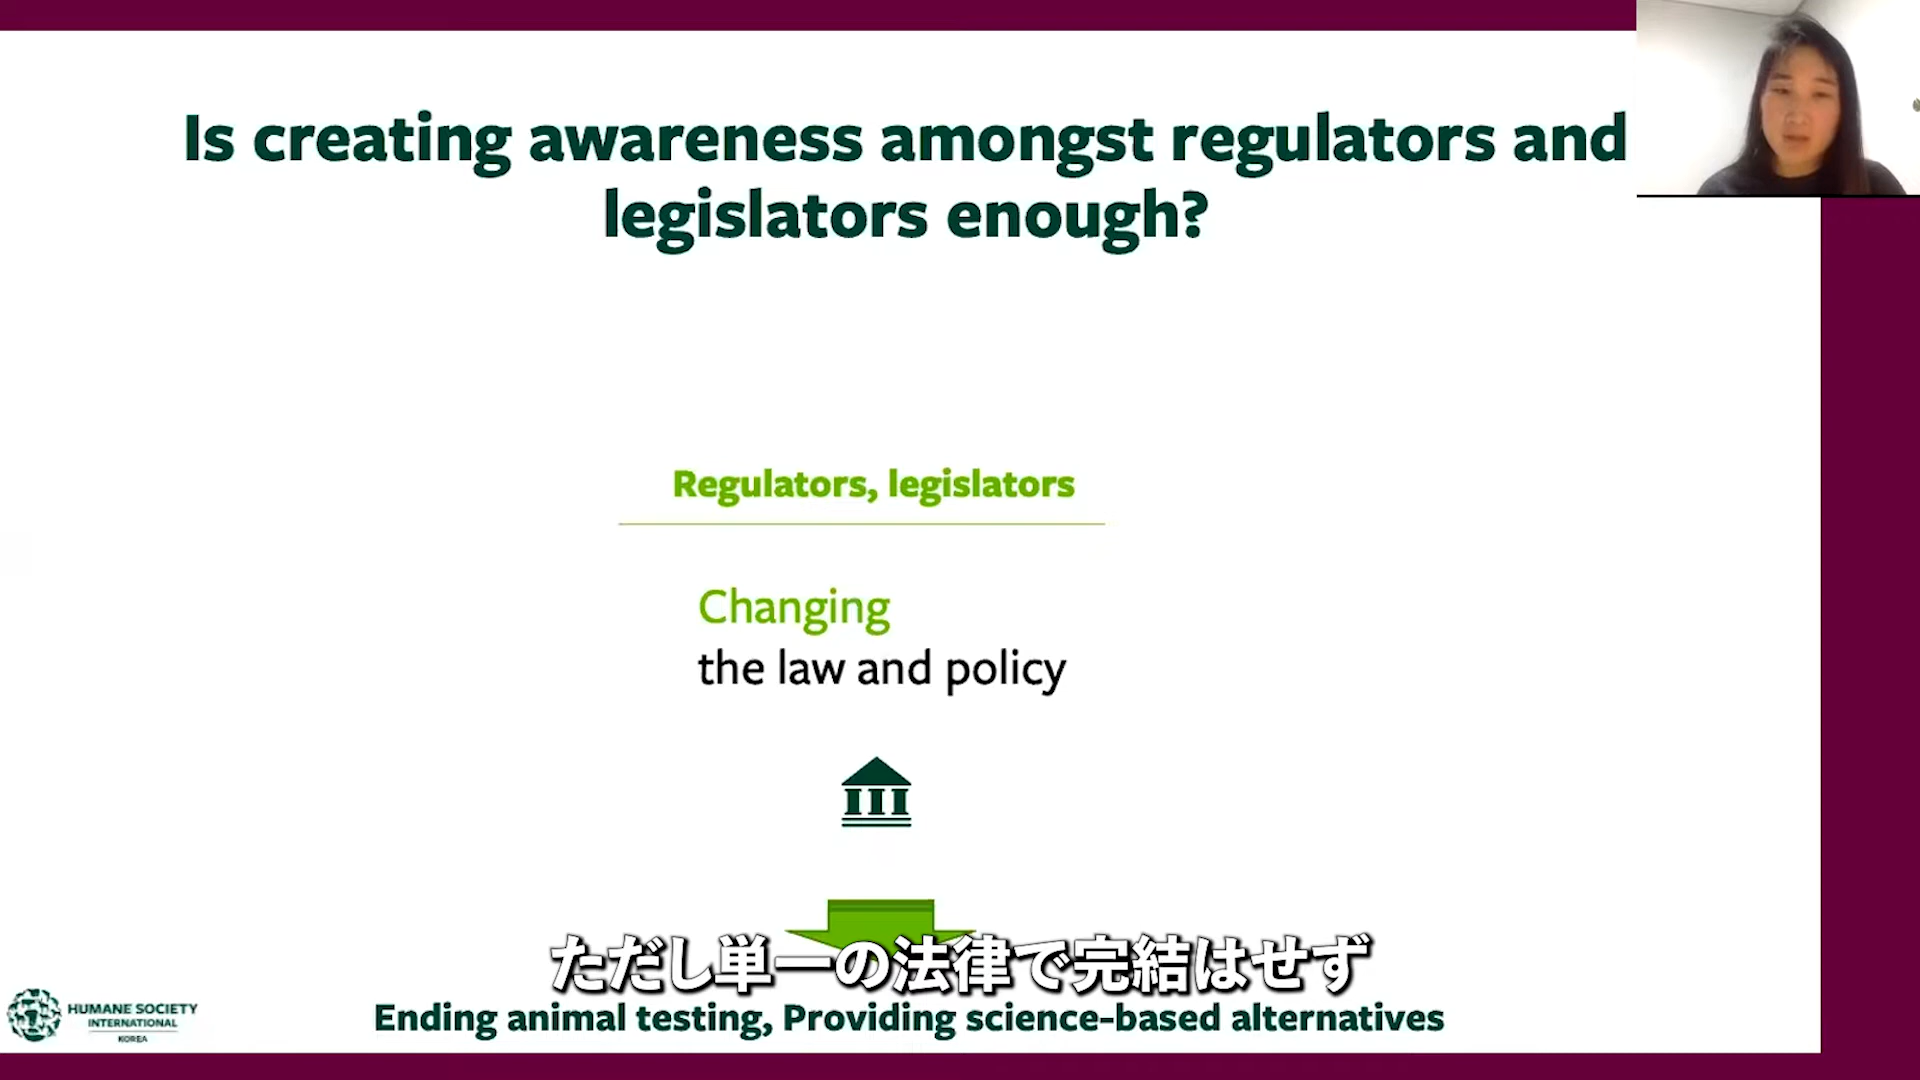 Is creating awareness amongst regulators and
legislators enough?
Regulators, legislators
Changing
the law and policy
ただし単一の法律で完結はせず
HUMANE SOCIETY
INTERNATIONAL
KOREA
Ending animal testing, Providing science-based alternatives